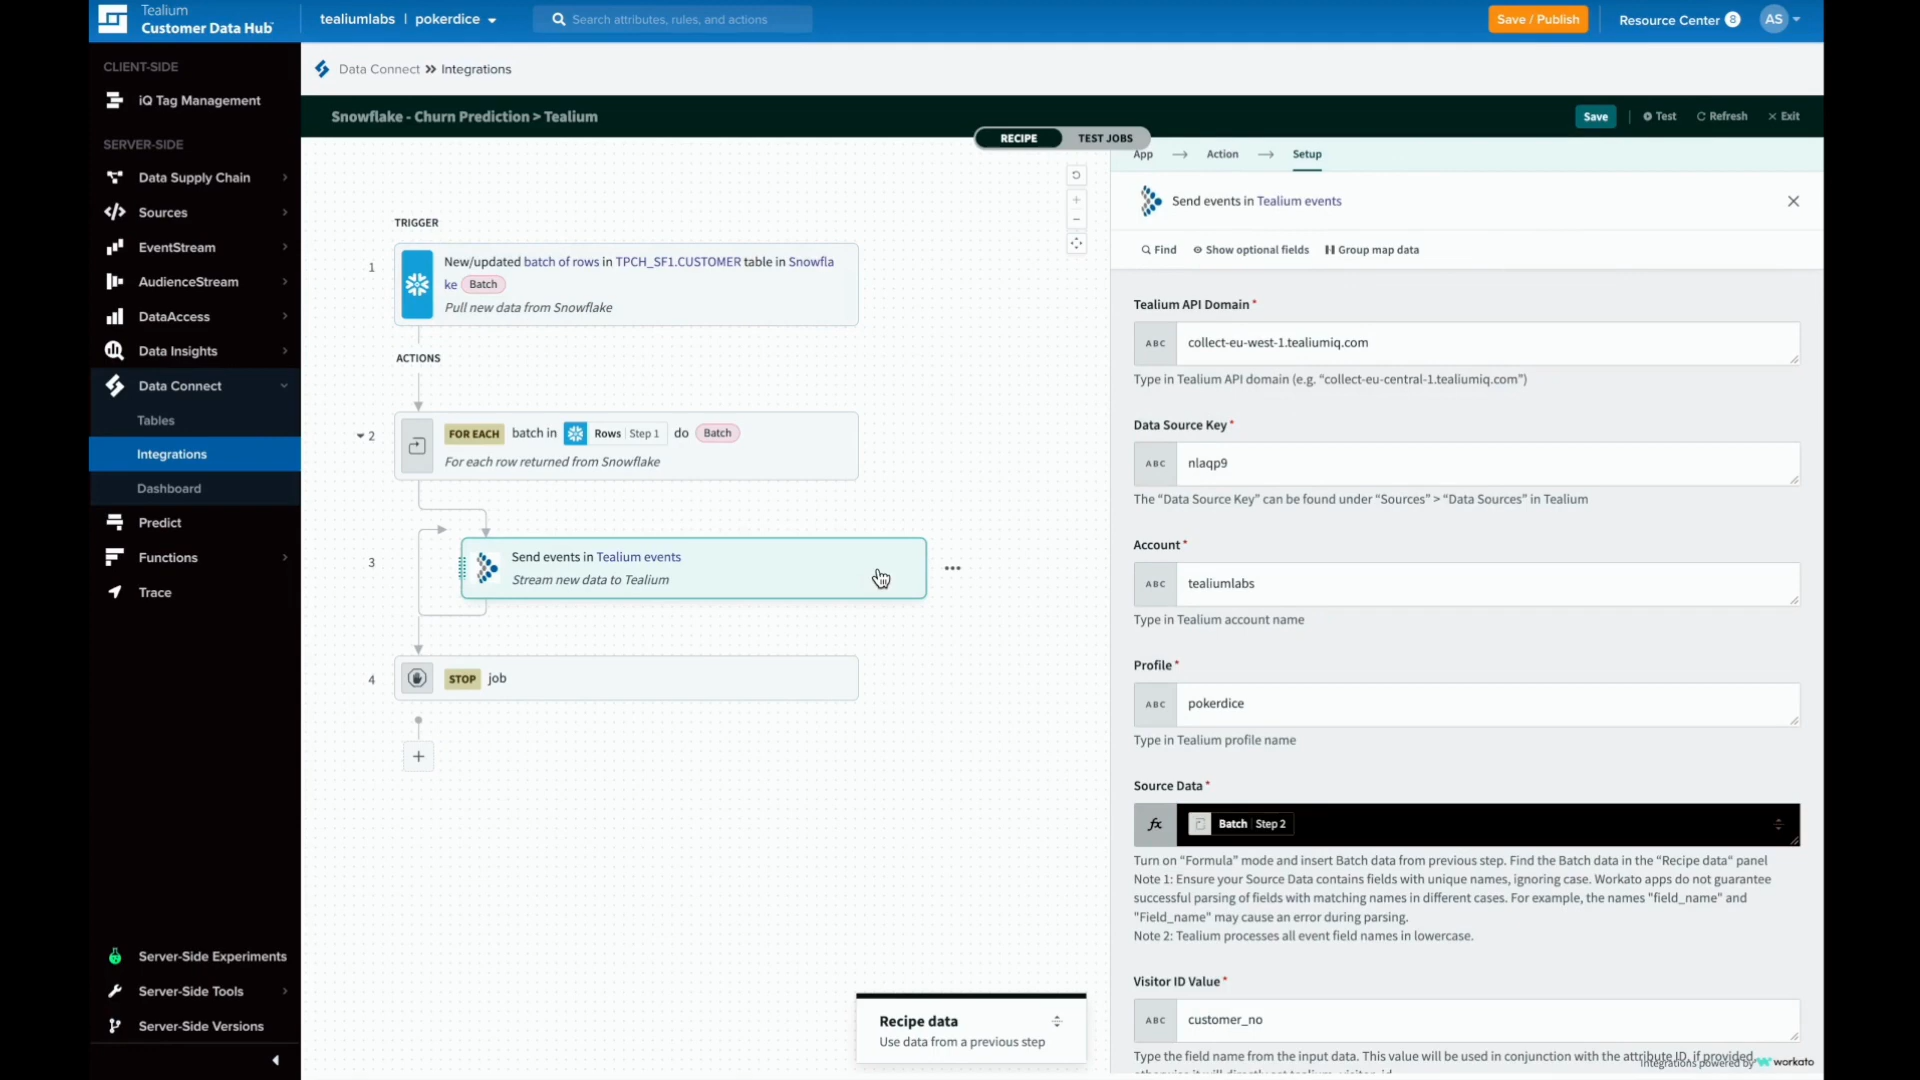 Tealium
Customer Data Hub
tealiumlabs | pokerdice
Search attributes, rules, and actions
Save / Publish
Resource Center 8
AS
CLIENT-SIDE
iQ Tag Management
SERVER-SIDE
Data Supply Chain
Sources
EventStream
AudienceStream
DataAccess
Data Insights
Data Connect
Tables
Integrations
Dashboard
Predict
Functions
Trace
Server-Side Experiments
Server-Side Tools
Server-Side Versions
Data Connect >> Integrations
Snowflake - Churn Prediction > Tealium
Save | Test Refresh Exit
RECIPE TEST JOBS
TRIGGER
1
New/updated batch of rows in TPCH_SF1.CUSTOMER table in Snowfla
ke Batch
Pull new data from Snowflake
ACTIONS
2
FOR EACH batch in Rows Step 1 do Batch
For each row returned from Snowflake
3
Send events in Tealium events
Stream new data to Tealium
4
STOP job
Recipe data
Use data from a previous step
App → Action → Setup
Send events in Tealium events
Find Show optional fields Group map data
Tealium API Domain *
ABC collect-eu-west-1.tealiumiq.com
Type in Tealium API domain (e.g. “collect-eu-central-1.tealiumiq.com”)
Data Source Key *
ABC nlaqp9
The “Data Source Key” can be found under “Sources” > “Data Sources” in Tealium
Account *
ABC tealiumlabs
Type in Tealium account name
Profile *
ABC pokerdice
Type in Tealium profile name
Source Data *
fx Batch Step 2
Turn on “Formula” mode and insert Batch data from previous step. Find the Batch data in the “Recipe data” panel
Note 1: Ensure your Source Data contains fields with unique names, ignoring case. Workato apps do not guarantee
successful parsing of fields with matching names in different cases. For example, the names "field_name" and
"Field_name" may cause an error during parsing.
Note 2: Tealium processes all event field names in lowercase.
Visitor ID Value *
ABC customer_no
Type the field name from the input data. This value will be used in conjunction with the attribute ID, if provided,
Integrations powered by workato